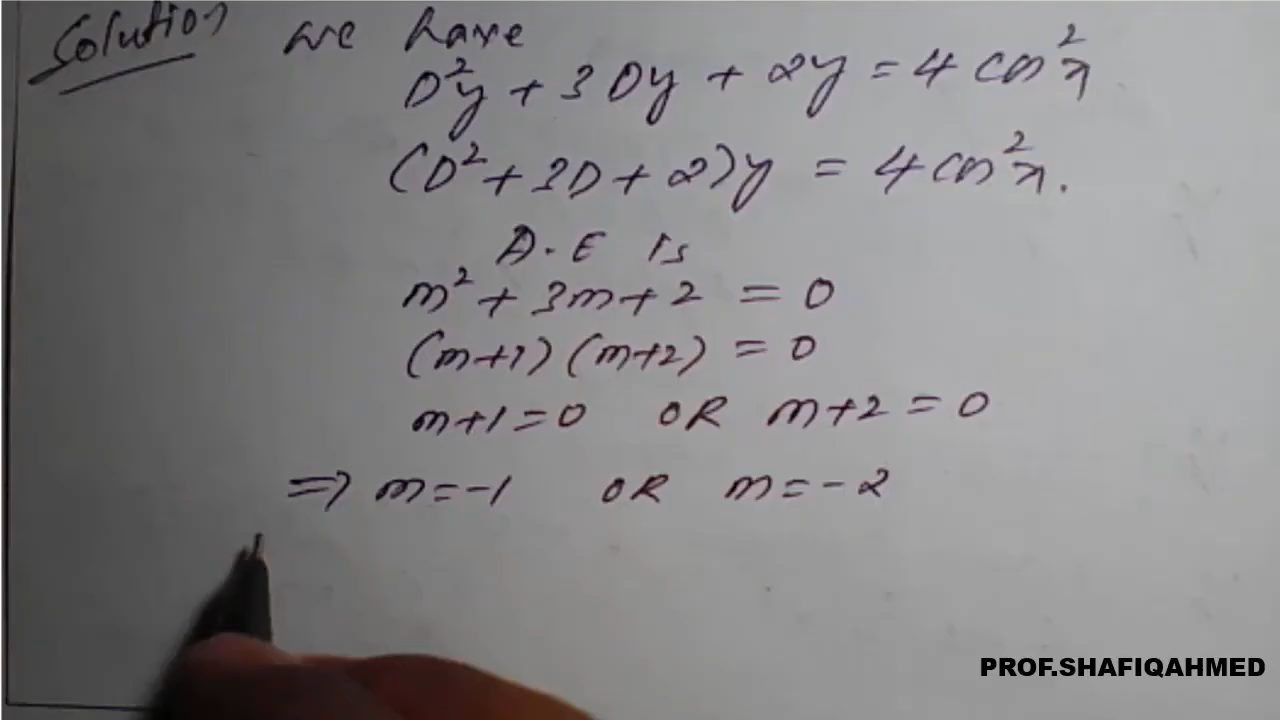 Solution we have
D²y + 3Dy + 2y = 4 cos²x
(D² + 3D + 2)y = 4 cos²x.
A.E is
m² + 3m + 2 = 0
(m+1) (m+2) = 0
m+1 = 0 OR m+2 = 0
⇒ m = -1 OR m = -2
PROF.SHAFIQAHMED